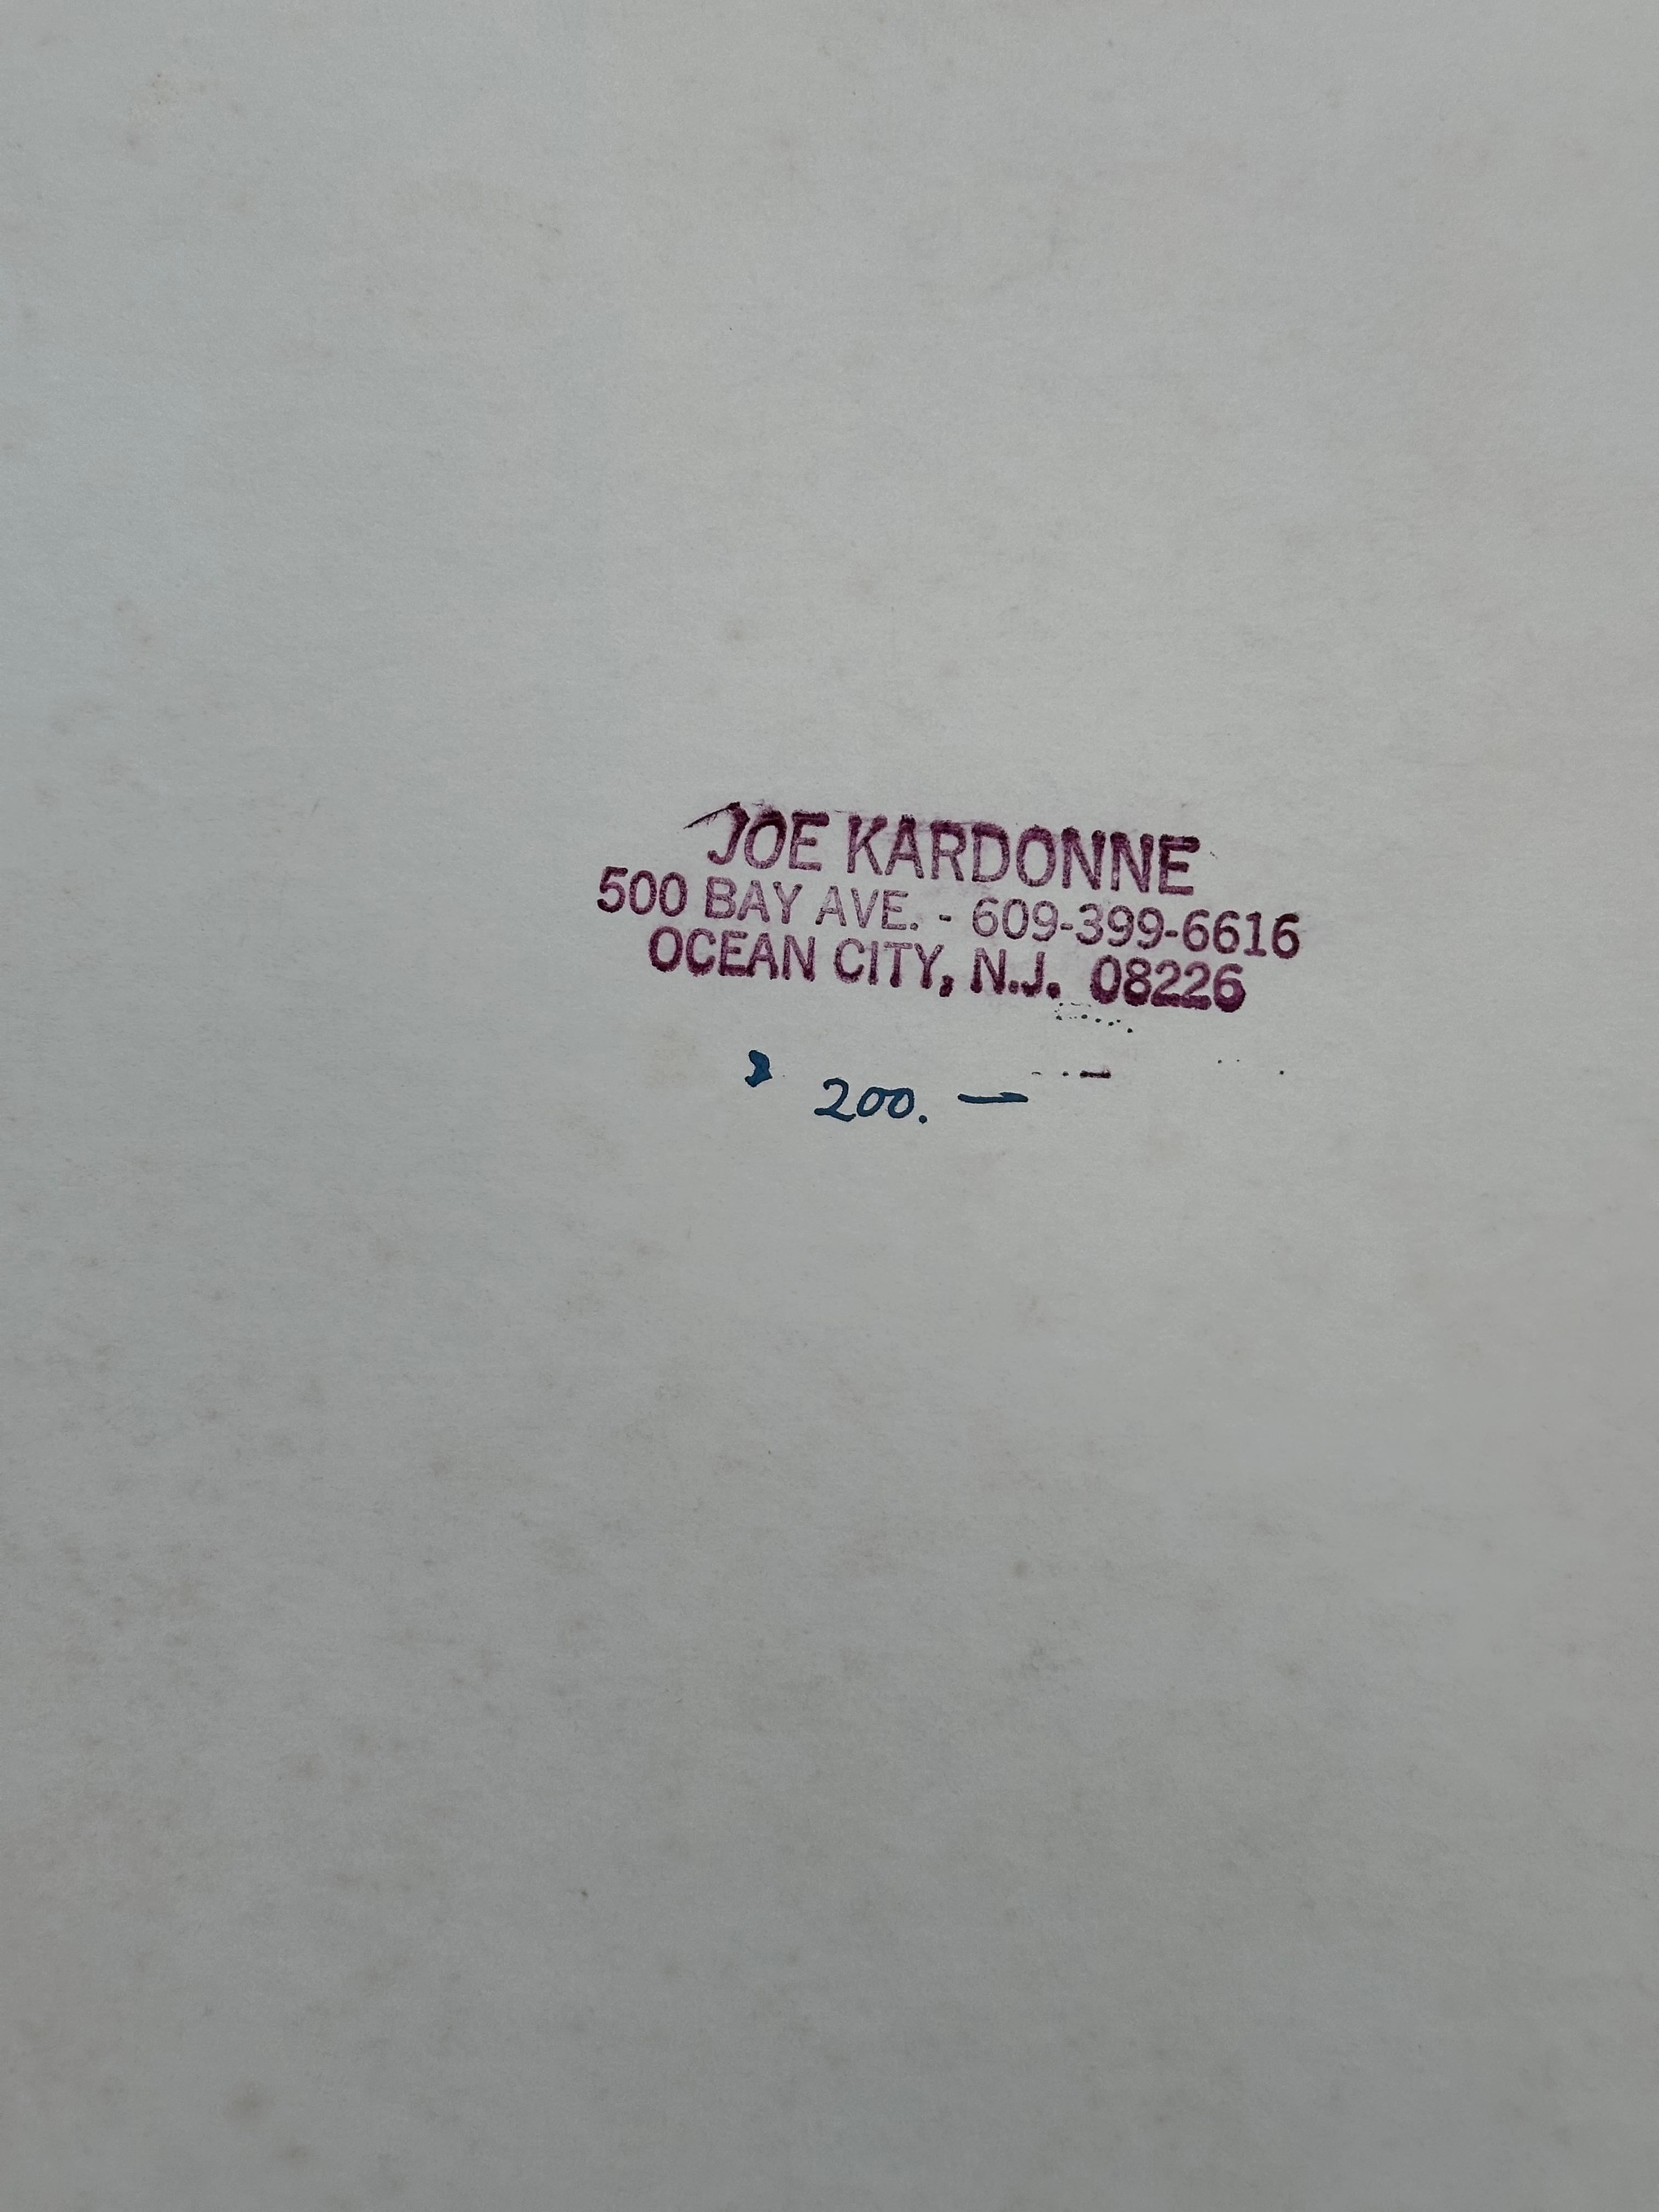 JOE KARDONNE
500 BAY AVE. - 609-399-6616
OCEAN CITY, N.J. 08226
200. —